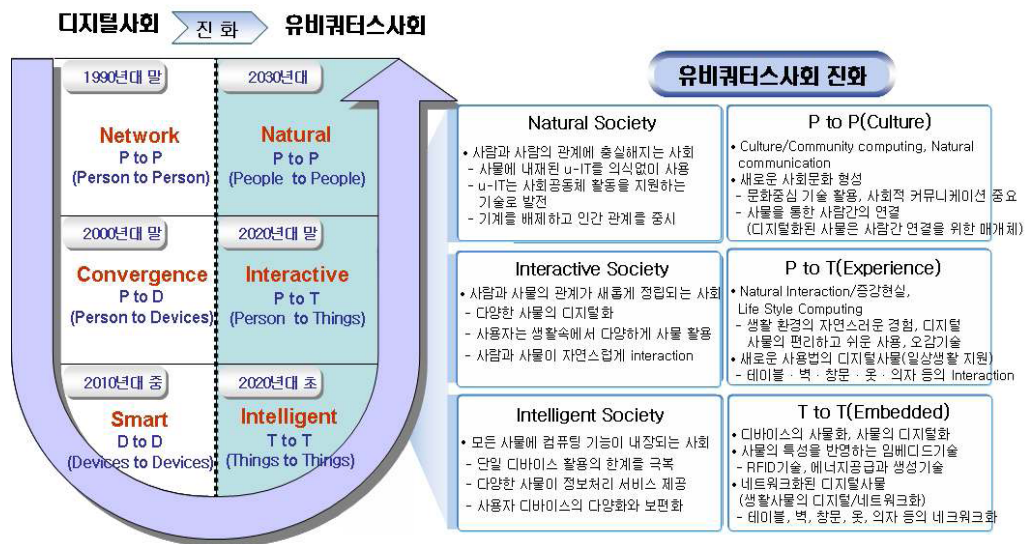 디지털사회
진 화
유비쿼터스사회
1990년대 말
Network
P to P
(Person to Person)
2030년대
Natural
P to P
(People to People)
2000년대 말
Convergence
P to D
(Person to Devices)
2020년대 말
Interactive
P to T
(Person to Things)
2010년대 중
Smart
D to D
(Devices to Devices)
2020년대 초
Intelligent
T to T
(Things to Things)
유비쿼터스사회 진화
Natural Society
• 사람과 사람의 관계에 충실해지는 사회
- 사물에 내재된 u-IT를 의식없이 사용
- u-IT는 사회공동체 활동을 지원하는
기술로 발전
- 기계를 배제하고 인간 관계를 중시
P to P(Culture)
• Culture/Community computing, Natural
communication
• 새로운 사회문화 형성
- 문화중심 기술 활용, 사회적 커뮤니케이션 중요
- 사물을 통한 사람간의 연결
(디지털화된 사물은 사람간 연결을 위한 매개체)
Interactive Society
• 사람과 사물의 관계가 새롭게 정립되는 사회
- 다양한 사물의 디지털화
- 사용자는 생활속에서 다양하게 사물 활용
- 사람과 사물이 자연스럽게 interaction
P to T(Experience)
• Natural Interaction/증강현실,
Life Style Computing
- 생활 환경의 자연스러운 경험, 디지털
사물의 편리하고 쉬운 사용, 오감기술
• 새로운 사용법의 디지털사물(일상생활 지원)
- 테이블 · 벽 · 창문 · 옷 · 의자 등의 Interaction
Intelligent Society
• 모든 사물에 컴퓨팅 기능이 내장되는 사회
- 단일 디바이스 활용의 한계를 극복
- 다양한 사물이 정보처리 서비스 제공
- 사용자 디바이스의 다양화와 보편화
T to T(Embedded)
• 디바이스의 사물화, 사물의 디지털화
• 사물의 특성을 반영하는 임베디드기술
- RFID기술, 에너지공급과 생성기술
• 네트워크화된 디지털사물
(생활사물의 디지털/네트워크화)
- 테이블, 벽, 창문, 옷, 의자 등의 네크워크화